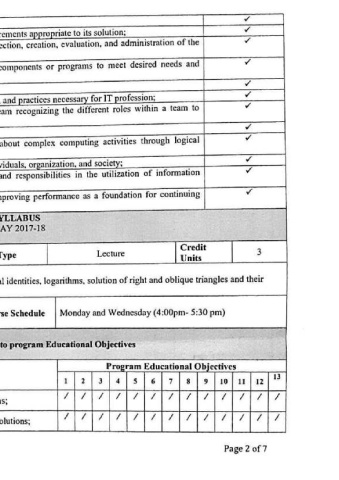 ✓
rements appropriate to its solution; ✓
ection, creation, evaluation, and administration of the ✓
components or programs to meet desired needs and ✓
✓
and practices necessary for IT profession; ✓
am recognizing the different roles within a team to ✓
✓
about complex computing activities through logical ✓
viduals, organization, and society; ✓
and responsibilities in the utilization of information ✓
mproving performance as a foundation for continuing ✓
YLLABUS
AY 2017-18
Type Lecture Credit Units 3
l identities, logarithms, solution of right and oblique triangles and their
se Schedule Monday and Wednesday (4:00pm- 5:30 pm)
to program Educational Objectives
Program Educational Objectives
1 2 3 4 5 6 7 8 9 10 11 12 13
s; / / / / / / / / / / / / /
olutions; / / / / / / / / / / / / /
Page 2 of 7